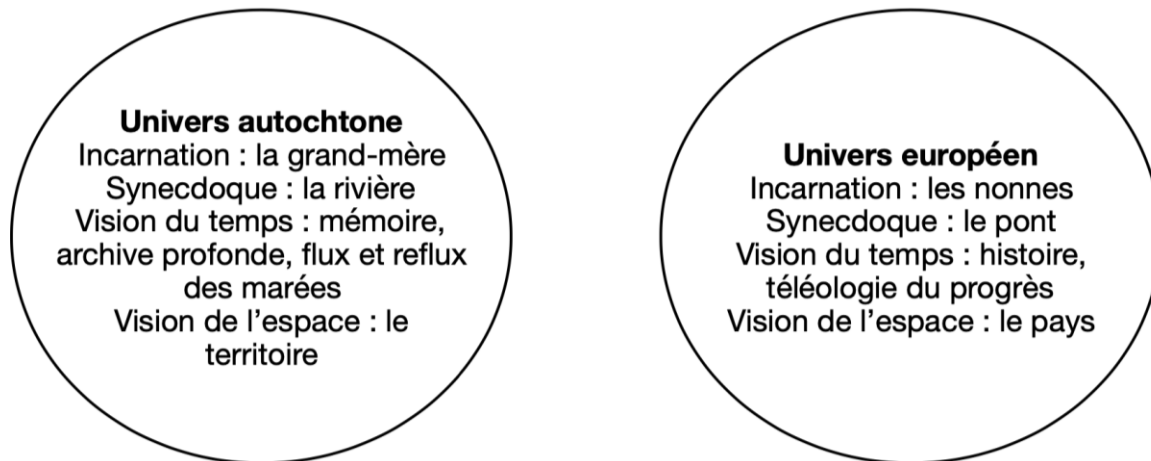 Univers autochtone
Incarnation : la grand-mère
Synecdoque : la rivière
Vision du temps : mémoire,
archive profonde, flux et reflux
des marées
Vision de l'espace : le
territoire
Univers européen
Incarnation : les nonnes
Synecdoque : le pont
Vision du temps : histoire,
téléologie du progrès
Vision de l'espace : le pays